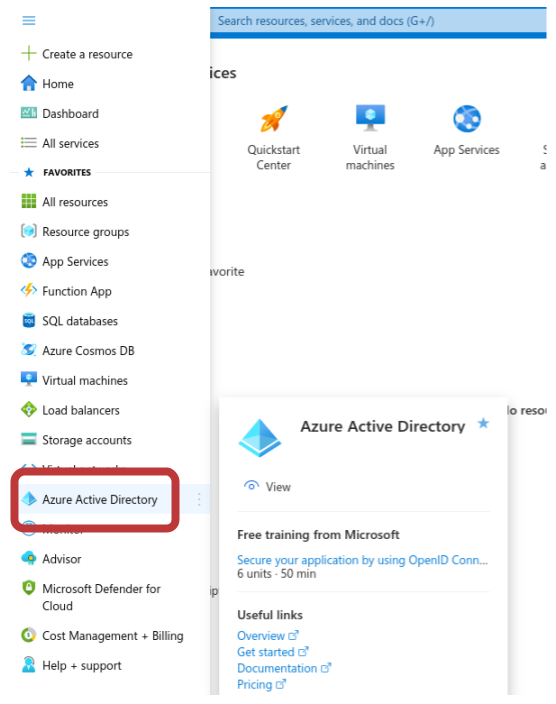 Search resources, services, and docs (G+/)
Create a resource
Home
Dashboard
All services
FAVORITES
All resources
Resource groups
App Services
Function App
SQL databases
Azure Cosmos DB
Virtual machines
Load balancers
Storage accounts
Azure Active Directory
Monitor
Advisor
Microsoft Defender for
Cloud
Cost Management + Billing
Help + support
ices
Quickstart
Center
Virtual
machines
App Services
S
a
avorite
lo resou
ip
Azure Active Directory
View
Free training from Microsoft
Secure your application by using OpenID Conn...
6 units · 50 min
Useful links
Overview
Get started
Documentation
Pricing